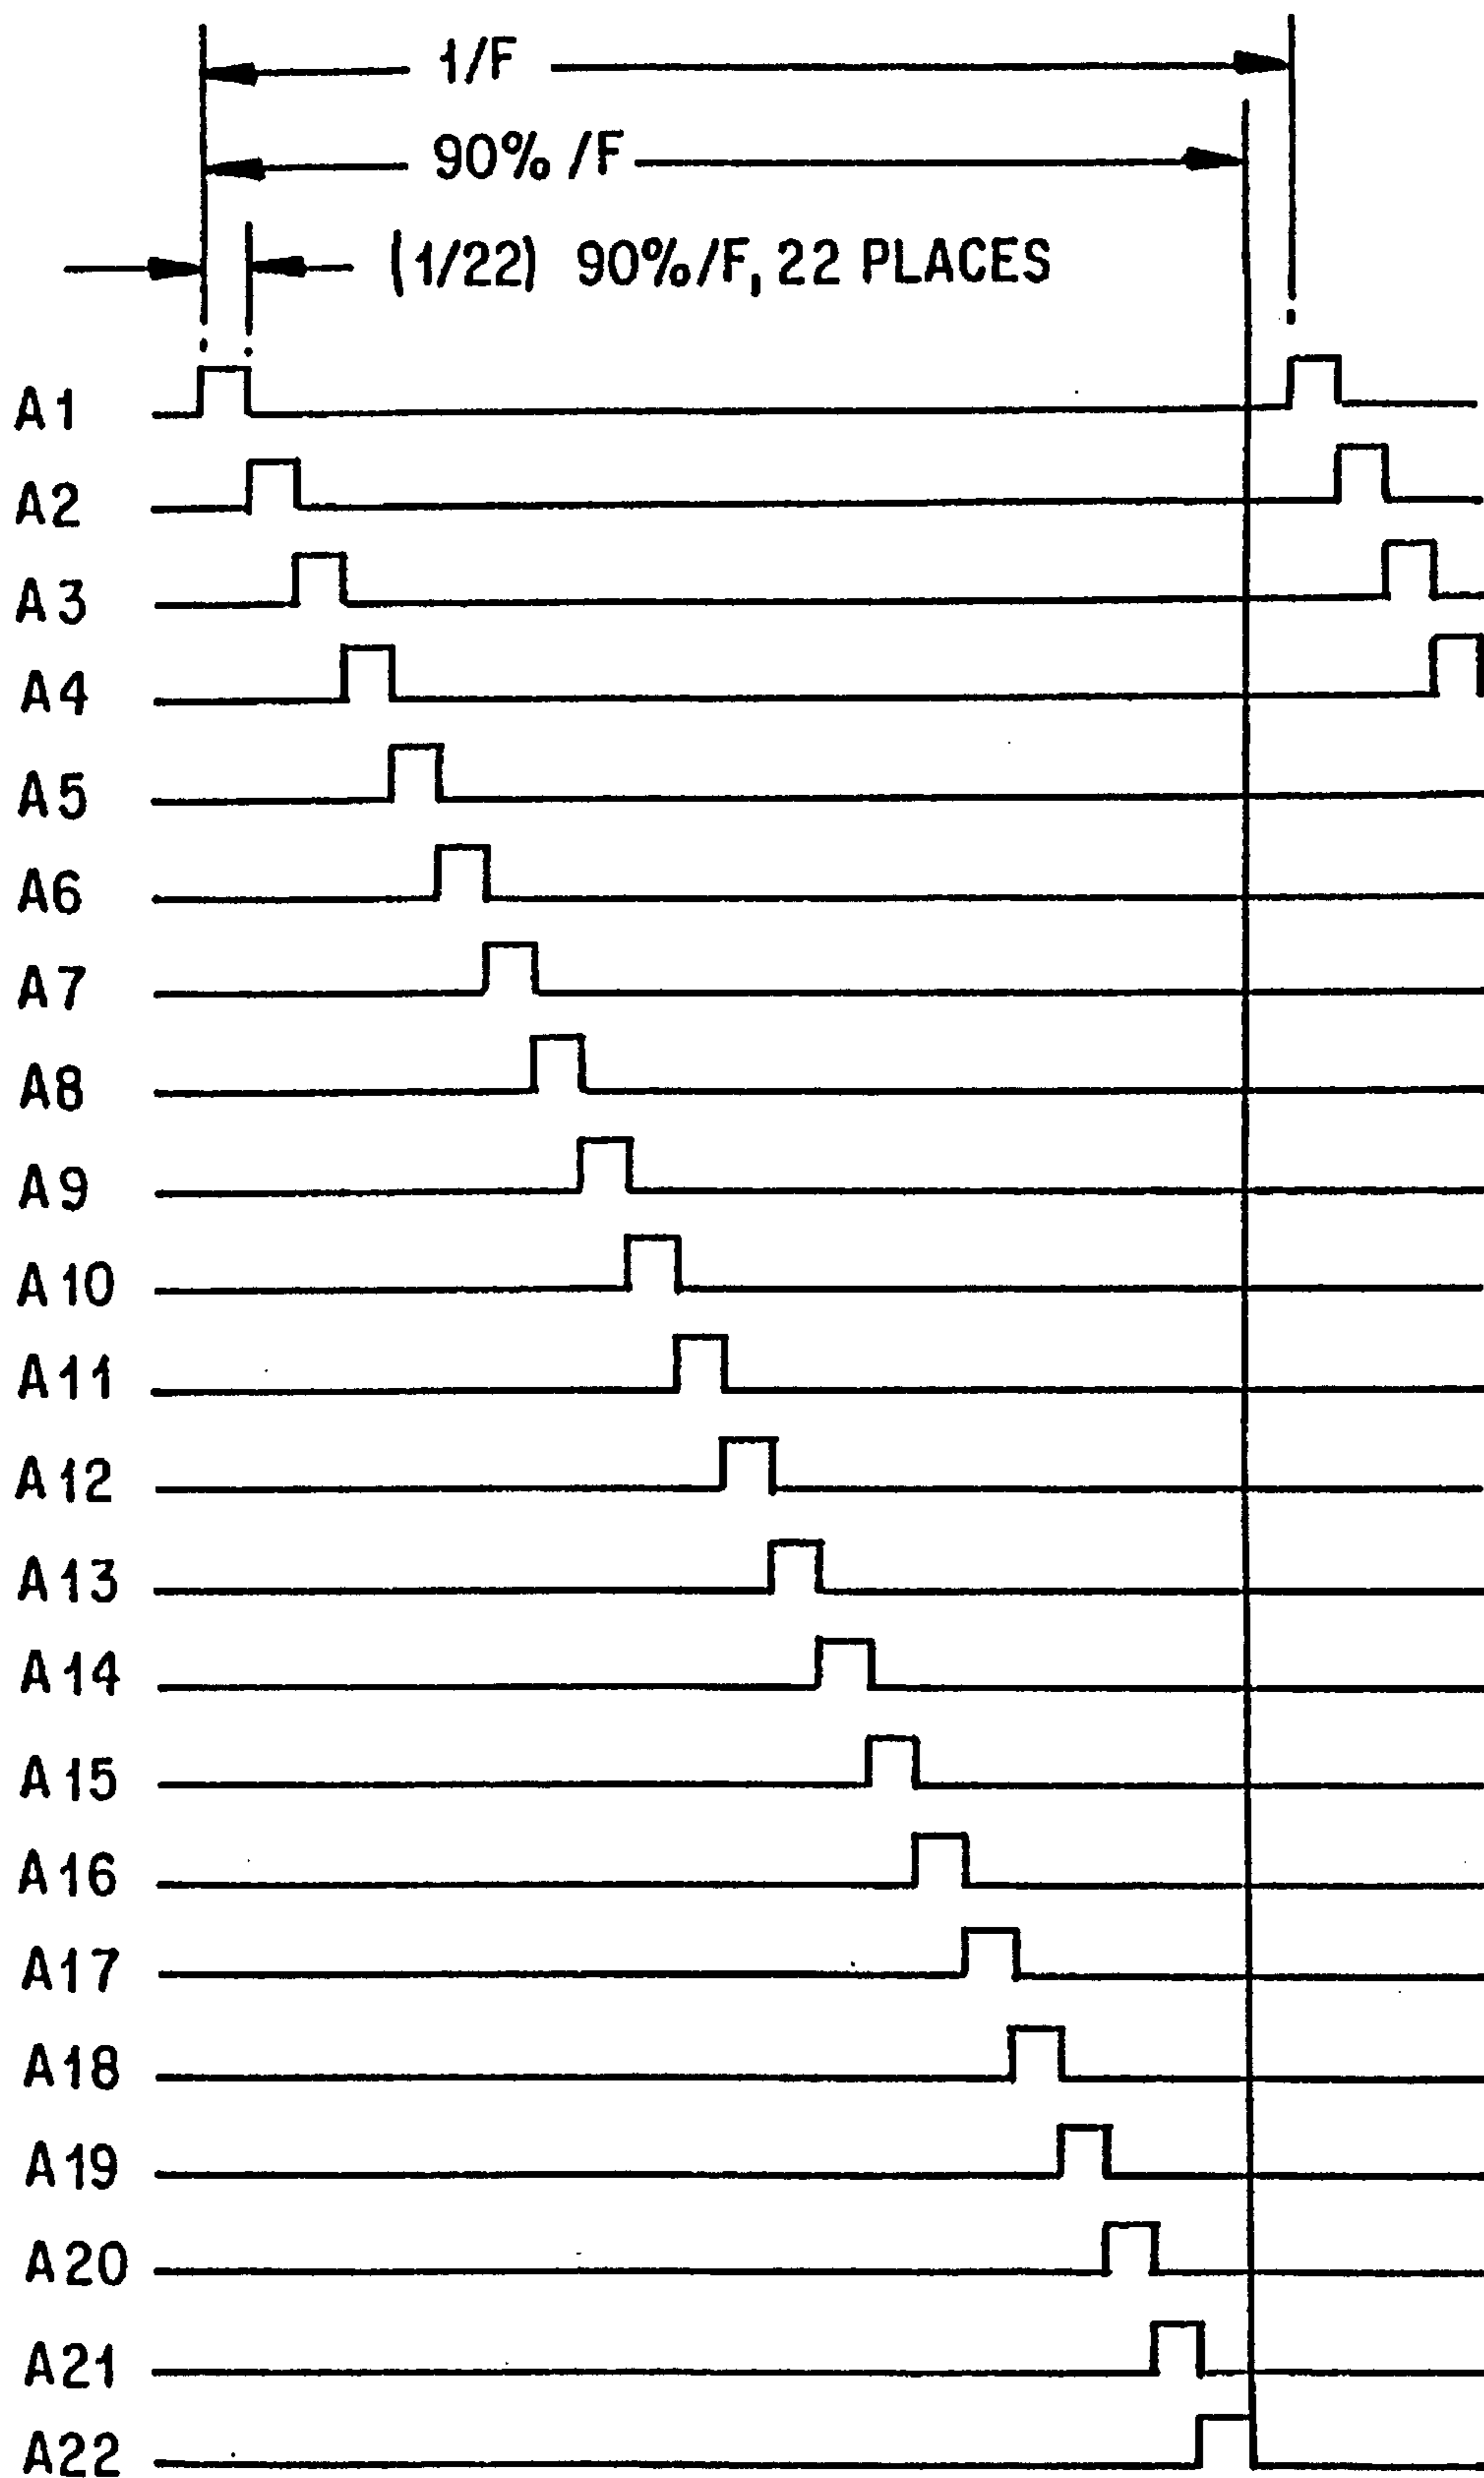 1/F
90%/F
(1/22) 90%/F, 22 PLACES
A1
A2
A3
A4
A5
A6
A7
A8
A9
A10
A11
A12
A13
A14
A15
A16
A17
A18
A19
A20
A21
A22